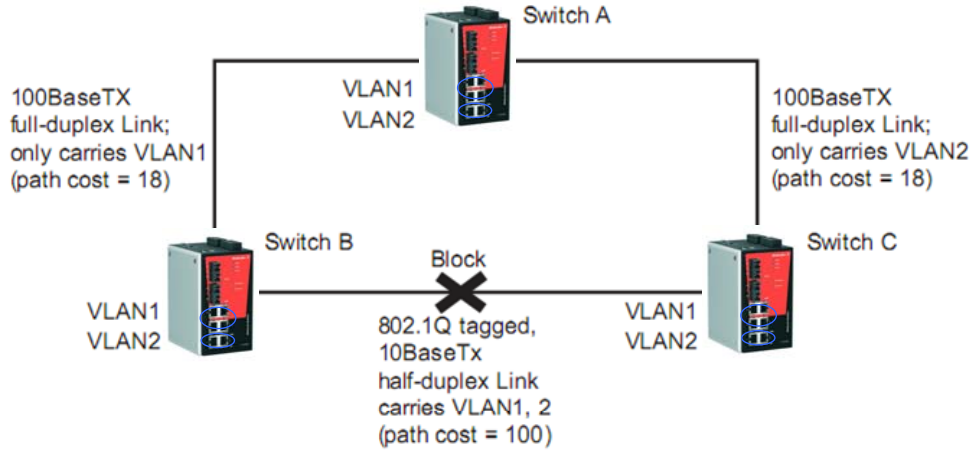 Switch A
VLAN1
VLAN2
100BaseTX
full-duplex Link;
only carries VLAN1
(path cost = 18)
100BaseTX
full-duplex Link;
only carries VLAN2
(path cost = 18)
Switch B
VLAN1
VLAN2
Block
802.1Q tagged,
10BaseTx
half-duplex Link
carries VLAN1, 2
(path cost = 100)
Switch C
VLAN1
VLAN2